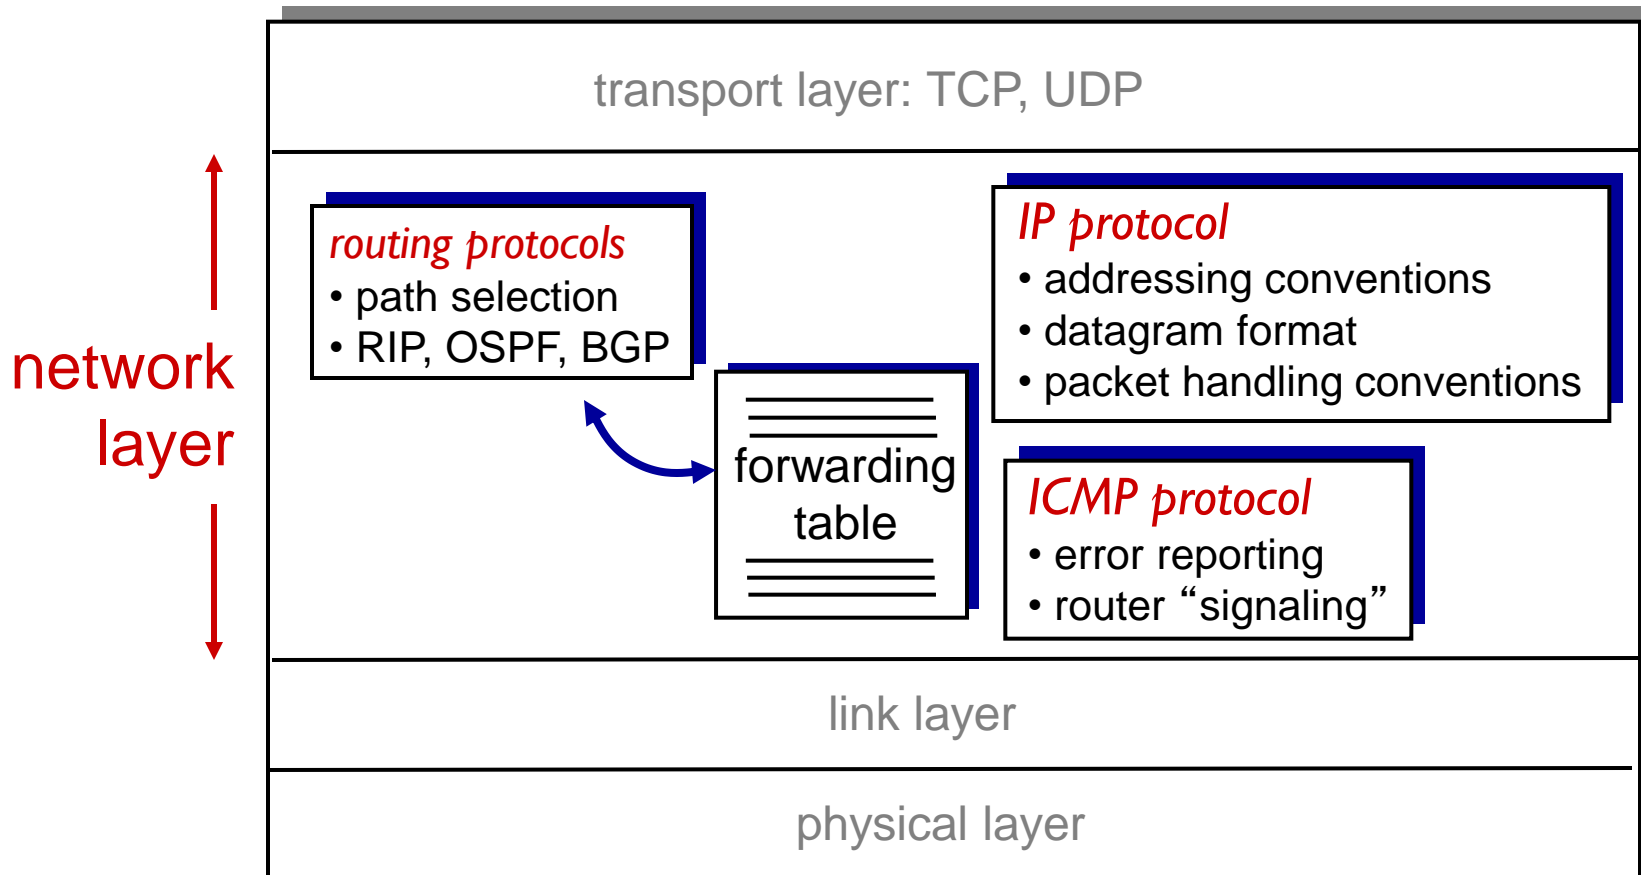 transport layer: TCP, UDP
network
layer
routing protocols
• path selection
• RIP, OSPF, BGP
forwarding
table
IP protocol
• addressing conventions
• datagram format
• packet handling conventions
ICMP protocol
• error reporting
• router “signaling”
link layer
physical layer